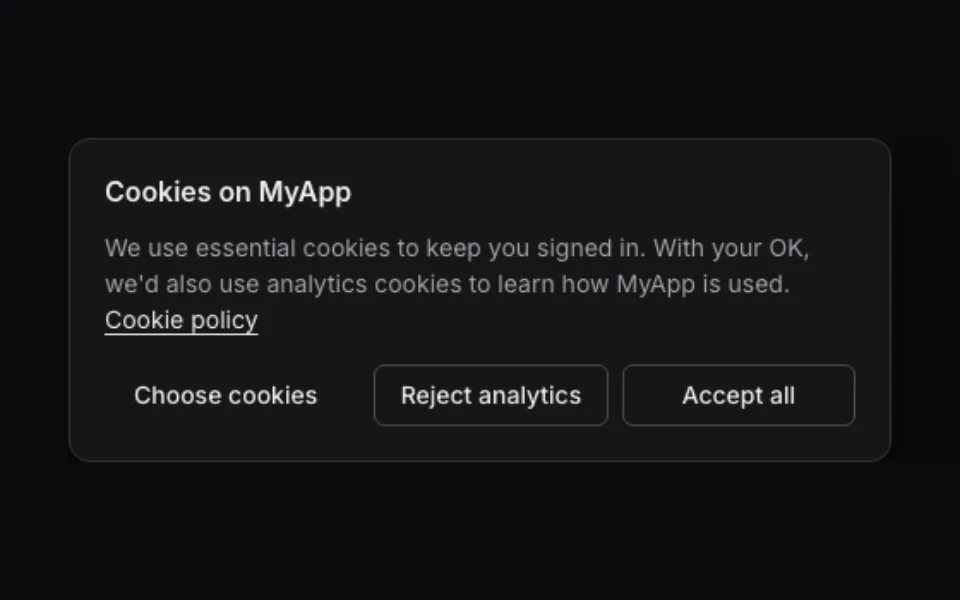 Cookies on MyApp
We use essential cookies to keep you signed in. With your OK,
we'd also use analytics cookies to learn how MyApp is used.
Cookie policy
Choose cookies
Reject analytics
Accept all